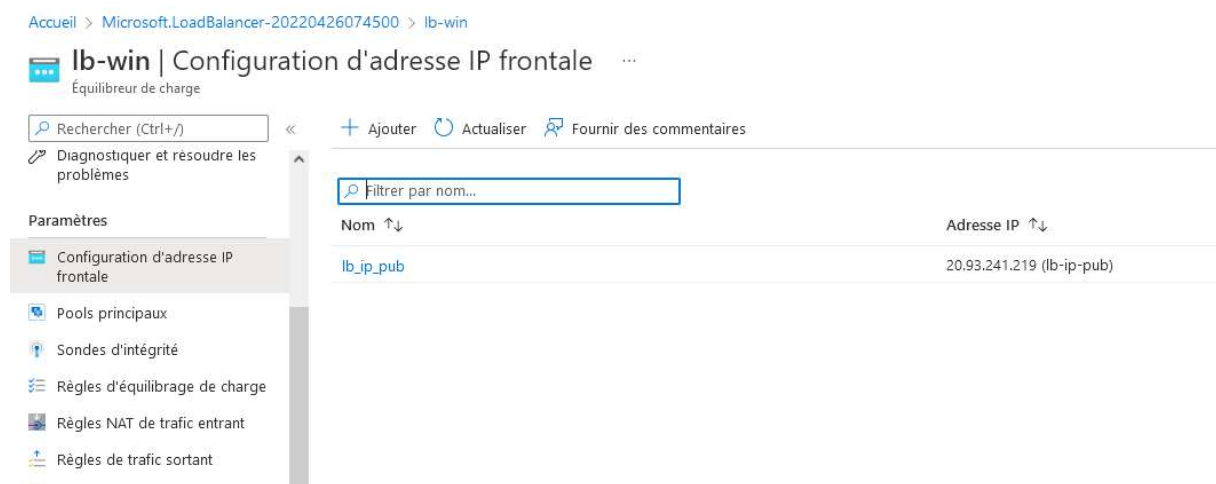 Accueil > Microsoft.LoadBalancer-20220426074500 > lb-win
lb-win | Configuration d'adresse IP frontale ...
Équilibreur de charge
Rechercher (Ctrl+/) «
+ Ajouter Actualiser Fournir des commentaires
Diagnostiquer et résoudre les
problèmes
Filtrer par nom...
Paramètres
Nom ↑↓ Adresse IP ↑↓
Configuration d'adresse IP
frontale
lb_ip_pub 20.93.241.219 (lb-ip-pub)
Pools principaux
Sondes d'intégrité
Règles d'équilibrage de charge
Règles NAT de trafic entrant
Règles de trafic sortant